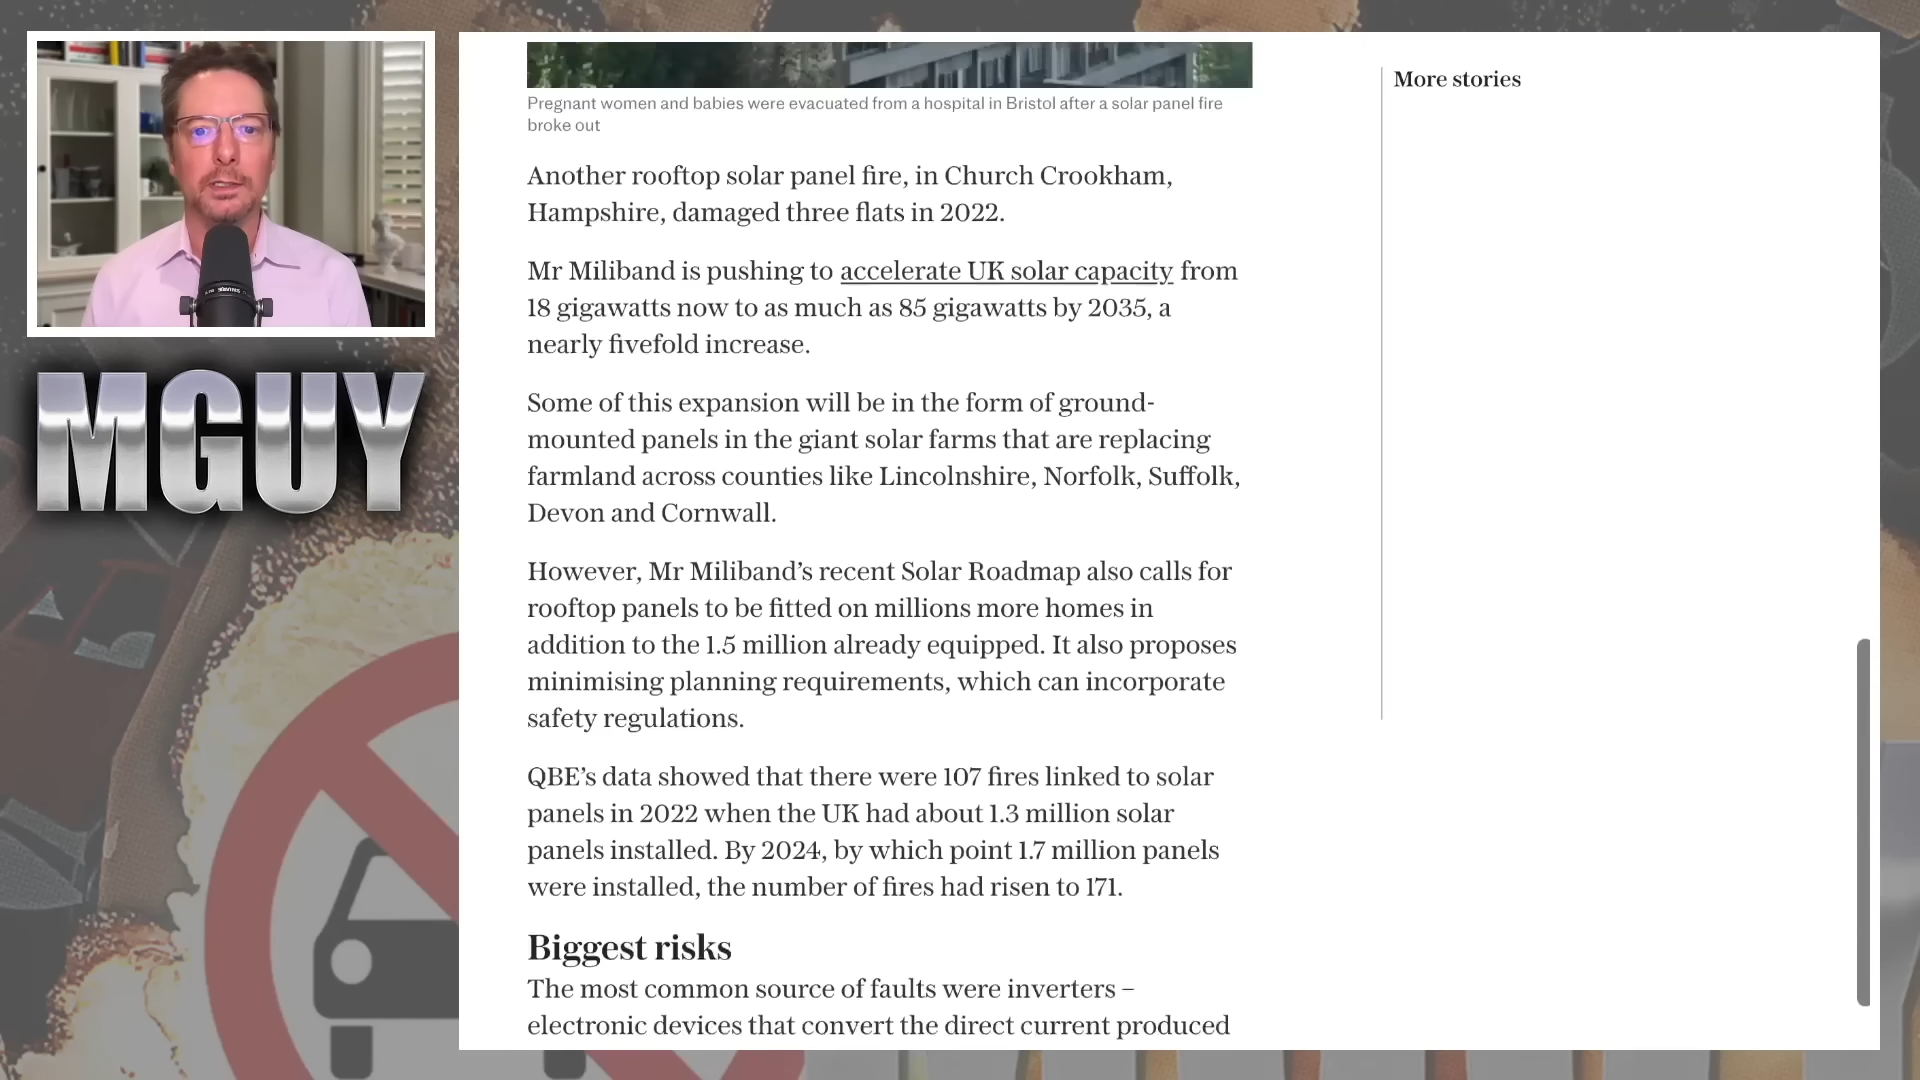 Pregnant women and babies were evacuated from a hospital in Bristol after a solar panel fire
broke out
More stories
Another rooftop solar panel fire, in Church Crookham,
Hampshire, damaged three flats in 2022.
Mr Miliband is pushing to accelerate UK solar capacity from
18 gigawatts now to as much as 85 gigawatts by 2035, a
nearly fivefold increase.
Some of this expansion will be in the form of ground-
mounted panels in the giant solar farms that are replacing
farmland across counties like Lincolnshire, Norfolk, Suffolk,
Devon and Cornwall.
However, Mr Miliband’s recent Solar Roadmap also calls for
rooftop panels to be fitted on millions more homes in
addition to the 1.5 million already equipped. It also proposes
minimising planning requirements, which can incorporate
safety regulations.
QBE’s data showed that there were 107 fires linked to solar
panels in 2022 when the UK had about 1.3 million solar
panels installed. By 2024, by which point 1.7 million panels
were installed, the number of fires had risen to 171.
Biggest risks
The most common source of faults were inverters –
electronic devices that convert the direct current produced
MGUY